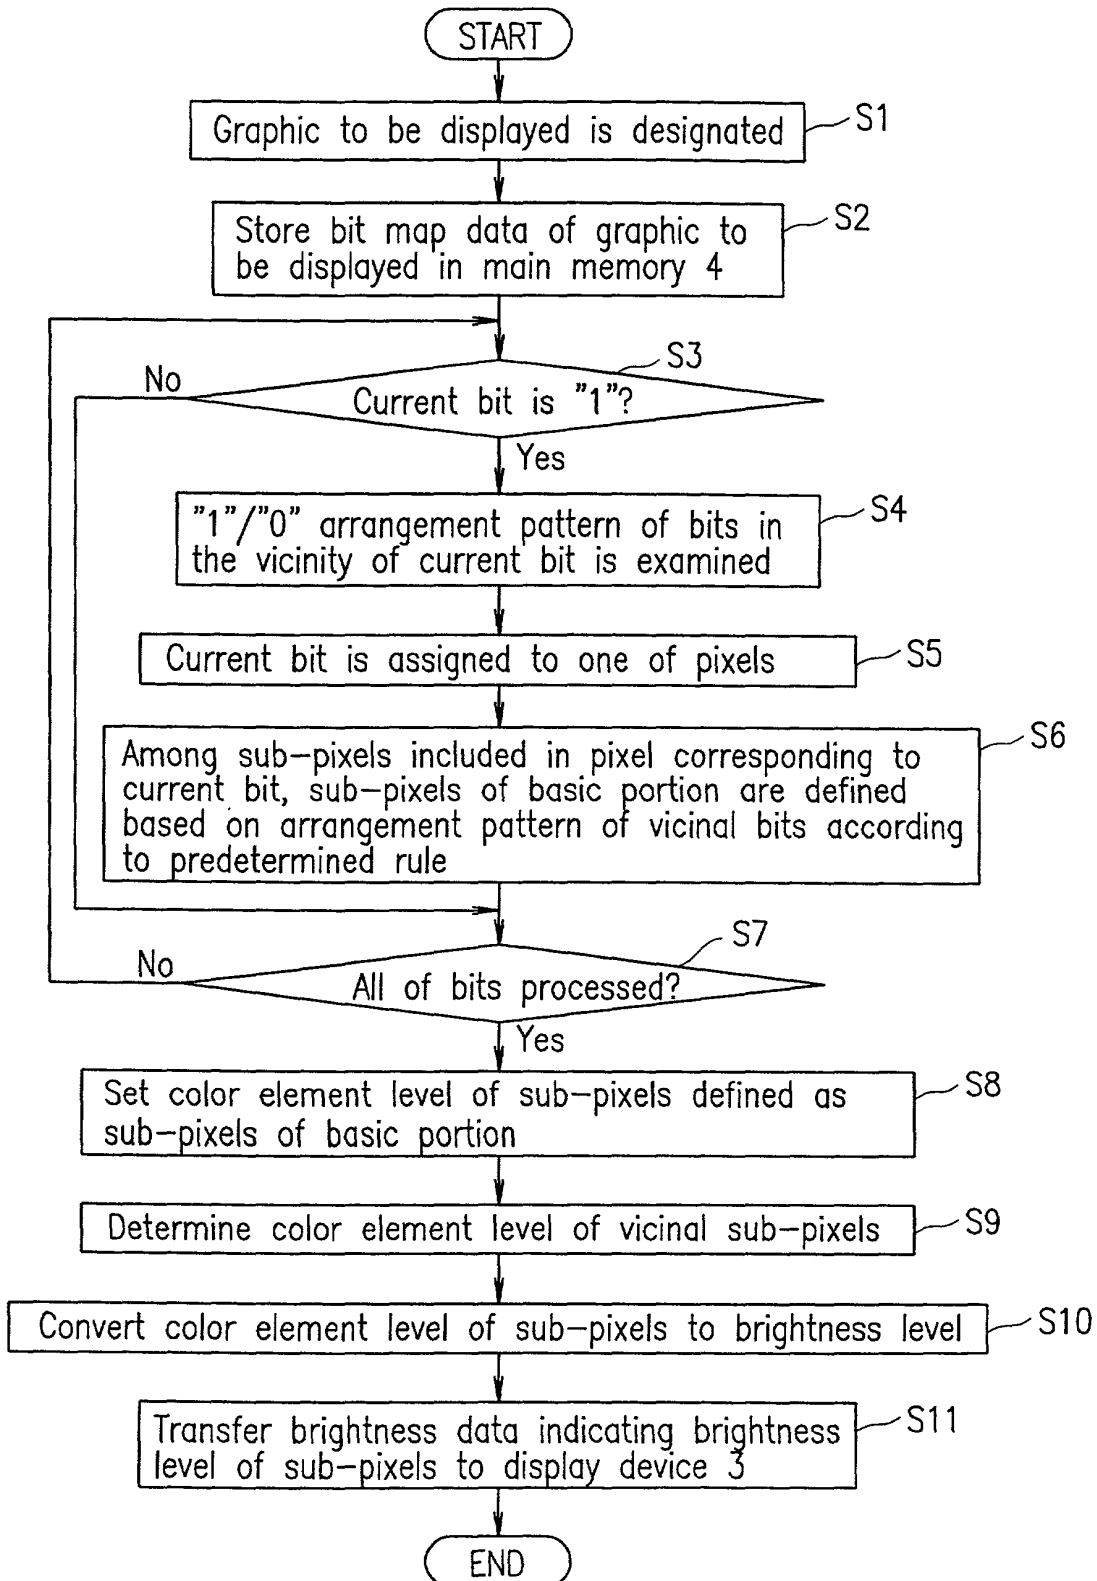 START
Graphic to be displayed is designated
S1
Store bit map data of graphic to
be displayed in main memory 4
S2
S3
No
Current bit is "1"?
Yes
"1"/"0" arrangement pattern of bits in
the vicinity of current bit is examined
S4
Current bit is assigned to one of pixels
S5
Among sub-pixels included in pixel corresponding to
current bit, sub-pixels of basic portion are defined
based on arrangement pattern of vicinal bits according
to predetermined rule
S6
S7
No
All of bits processed?
Yes
Set color element level of sub-pixels defined as
sub-pixels of basic portion
S8
Determine color element level of vicinal sub-pixels
S9
Convert color element level of sub-pixels to brightness level
S10
Transfer brightness data indicating brightness
level of sub-pixels to display device 3
S11
END